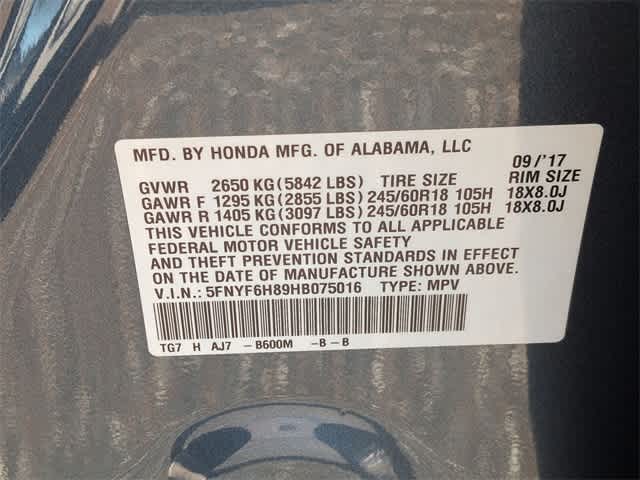 MFD. BY HONDA MFG. OF ALABAMA, LLC 09/'17
GVWR 2650 KG (5842 LBS) TIRE SIZE RIM SIZE
GAWR F 1295 KG (2855 LBS) 245/60R18 105H 18X8.0J
GAWR R 1405 KG (3097 LBS) 245/60R18 105H 18X8.0J
THIS VEHICLE CONFORMS TO ALL APPLICABLE
FEDERAL MOTOR VEHICLE SAFETY
AND THEFT PREVENTION STANDARDS IN EFFECT
ON THE DATE OF MANUFACTURE SHOWN ABOVE.
V.I.N.: 5FNYF6H89HB075016 TYPE: MPV
TG7 H AJ7 -B600M -B-B